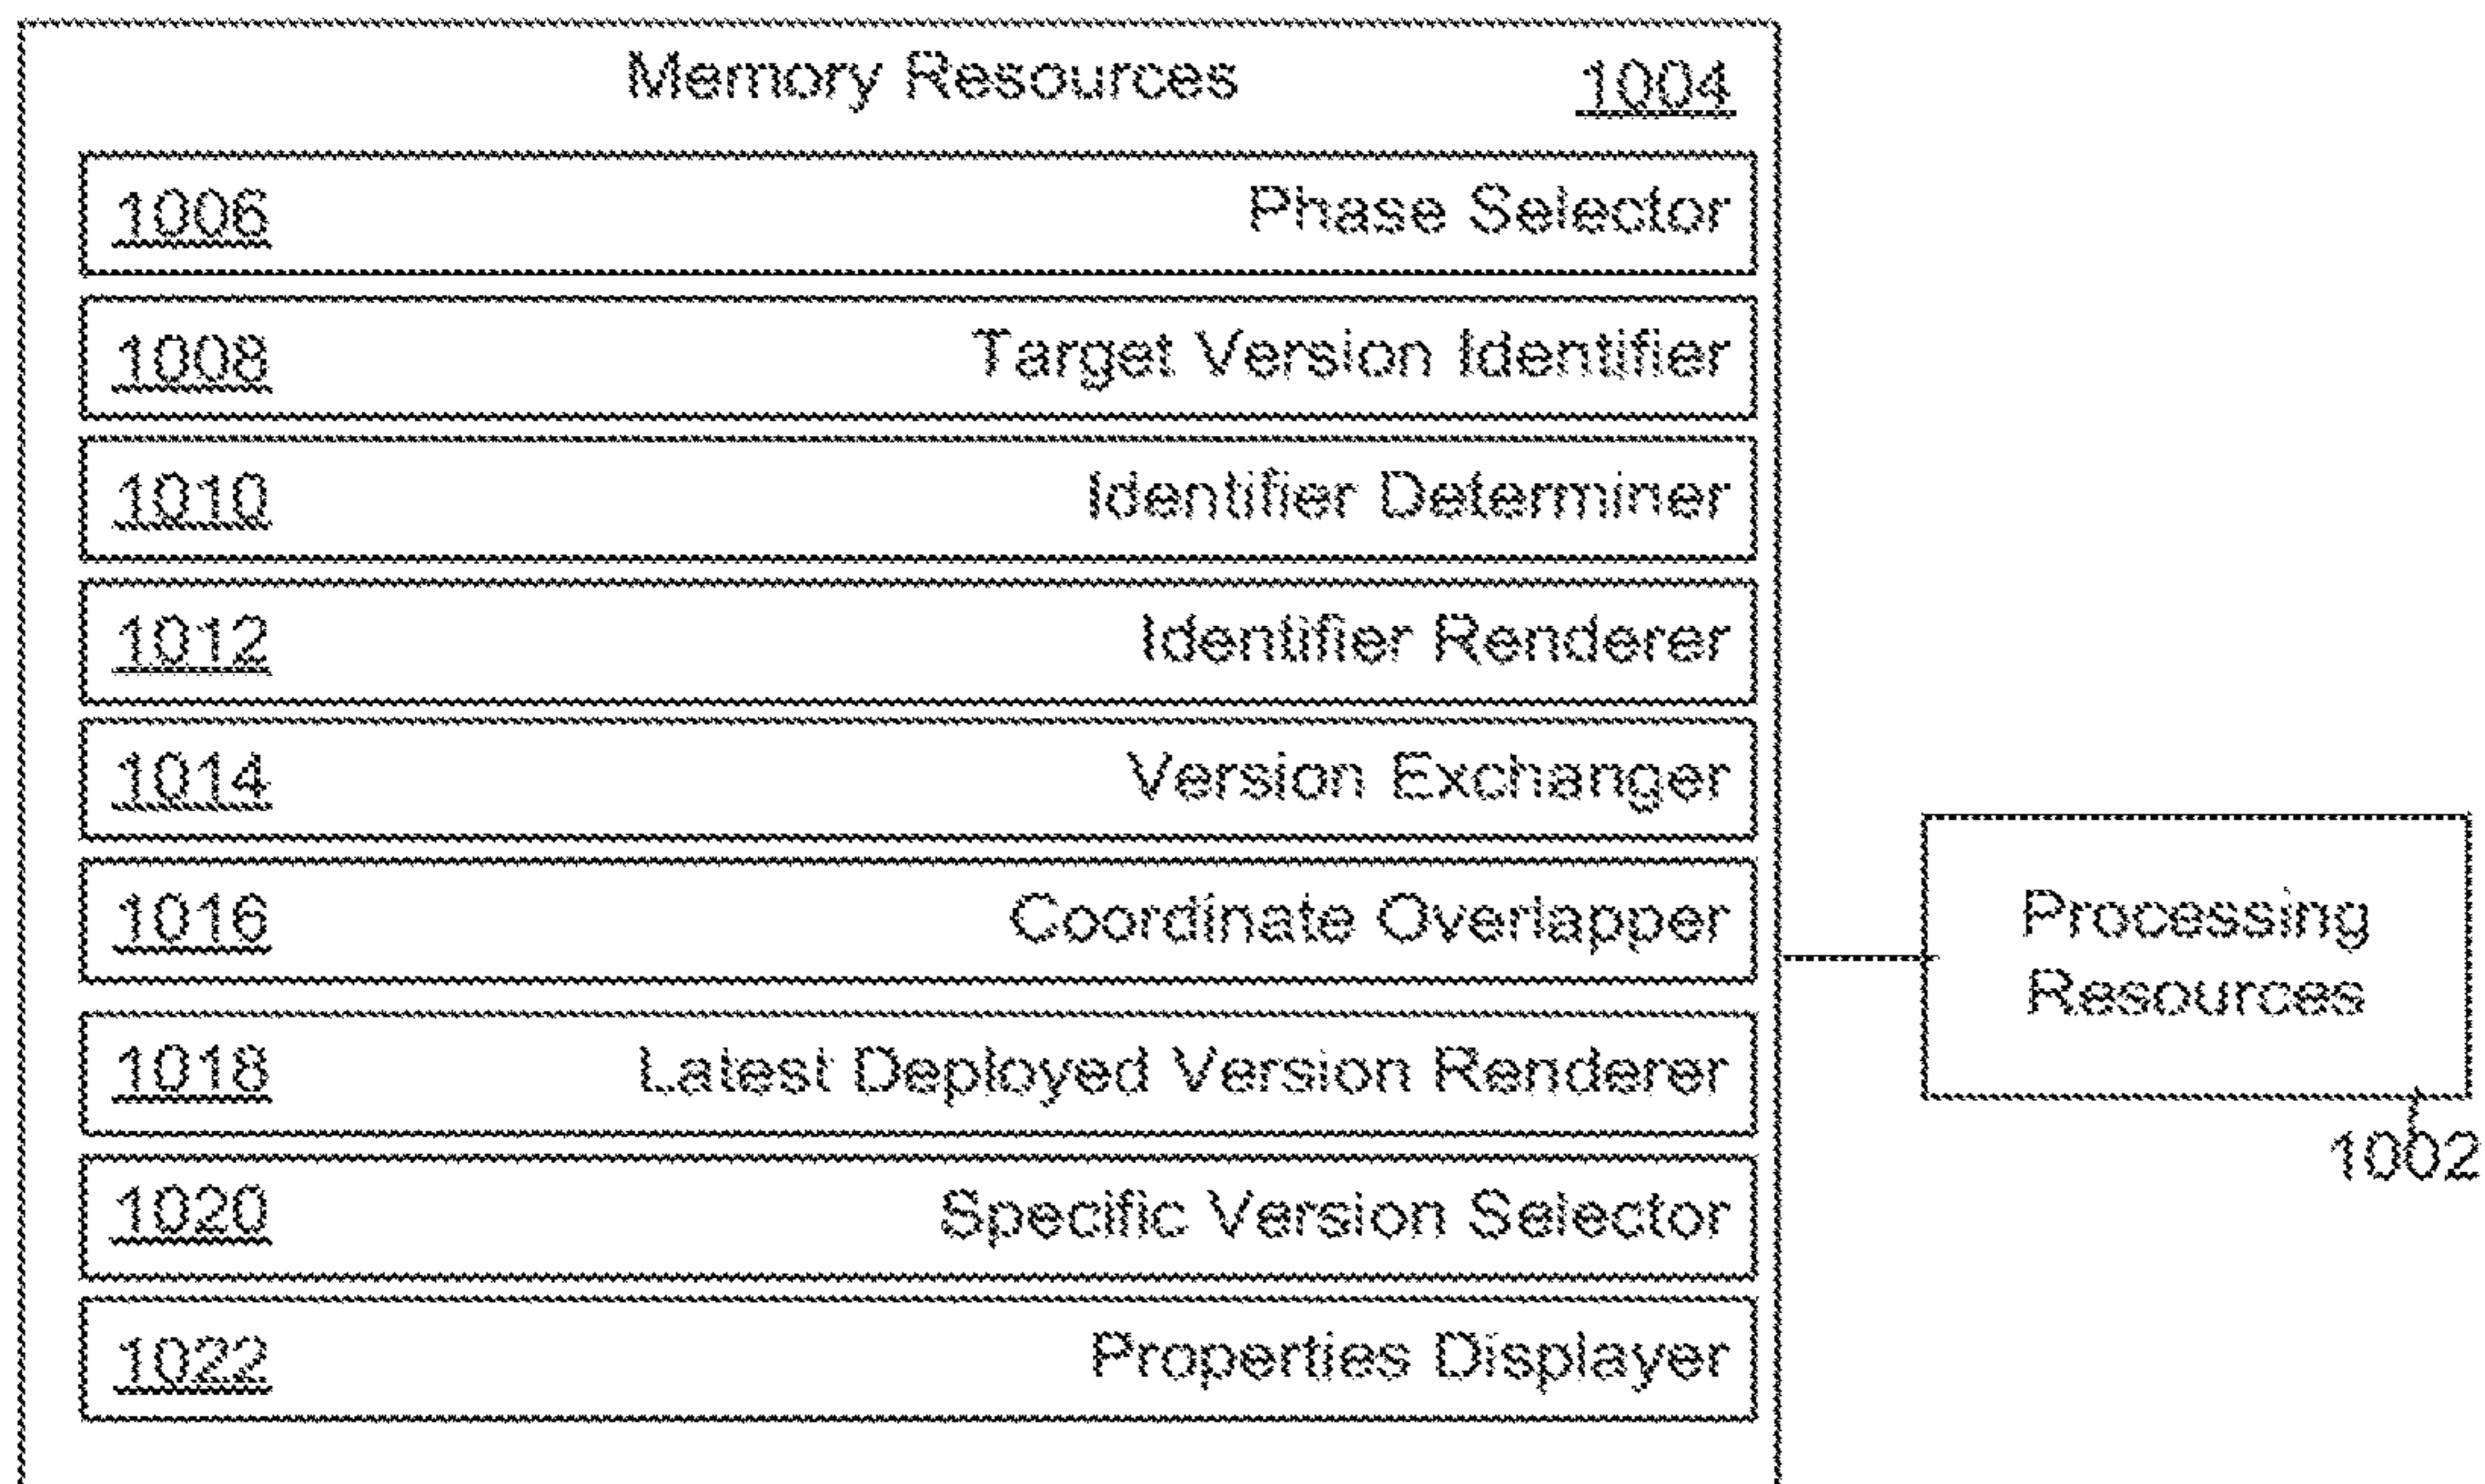 Memory Resources 1004
1006 Phase Selector
1008 Target Version Identifier
1010 Identifier Determiner
1012 Identifier Renderer
1014 Version Exchanger
1016 Coordinate Overlapper
1018 Latest Deployed Version Renderer
1020 Specific Version Selector
1022 Properties Displayer
Processing
Resources
1002